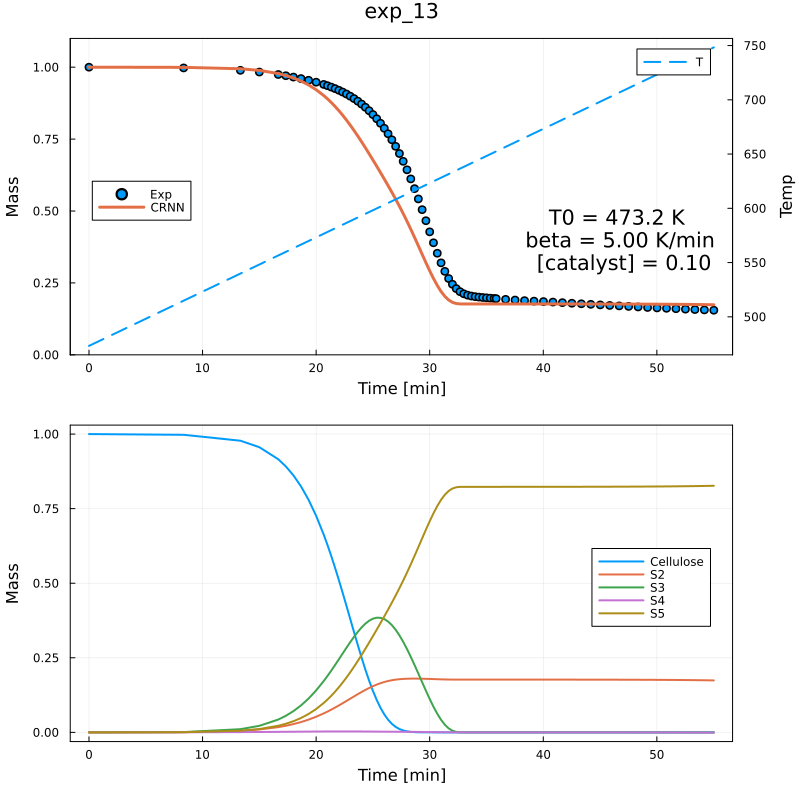 exp_13
1.00
0.75
0.50
0.25
0.00
Mass
750
700
650
600
550
500
Temp
T
Exp
CRNN
T0 = 473.2 K
beta = 5.00 K/min
[catalyst] = 0.10
0 10 20 30 40 50
Time [min]
1.00
0.75
0.50
0.25
0.00
Mass
Cellulose
S2
S3
S4
S5
0 10 20 30 40 50
Time [min]